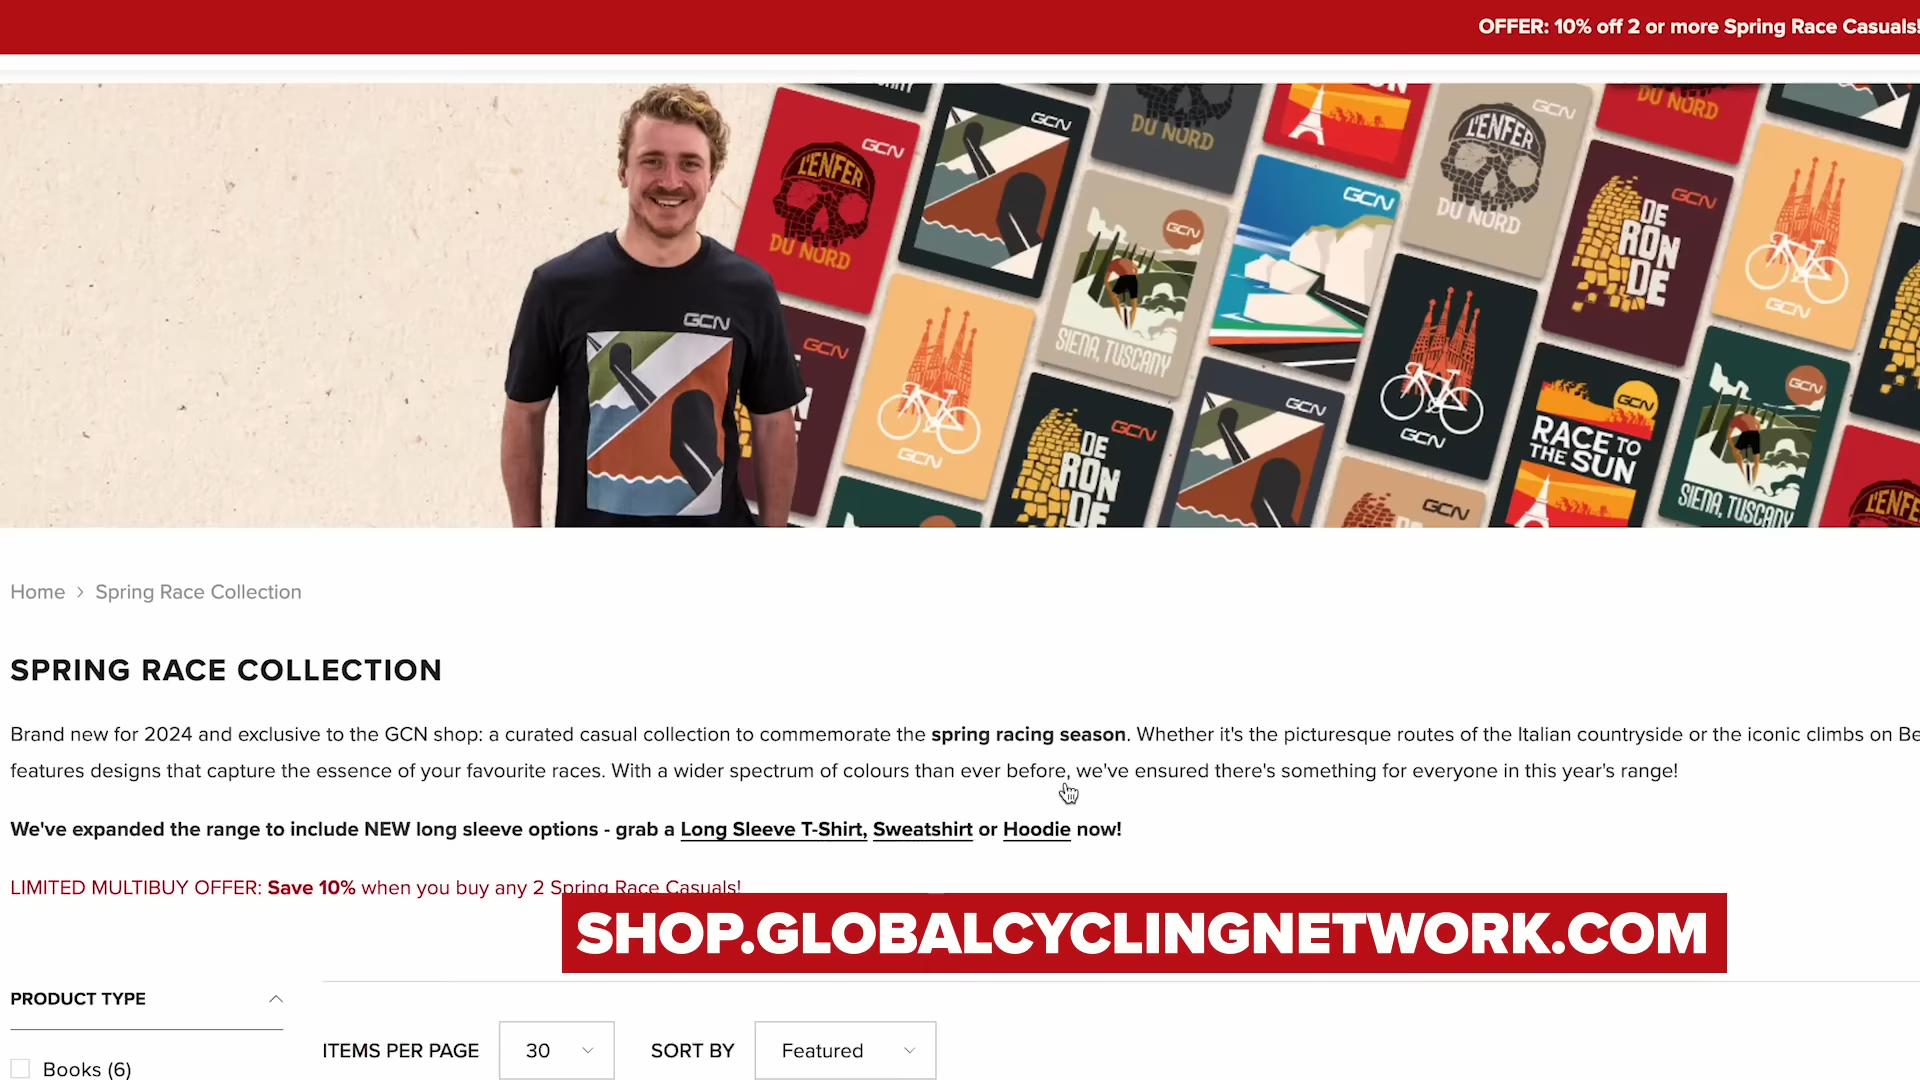 OFFER: 10% off 2 or more Spring Race Casuals!
GCN
L'ENFER
DU NORD
GCN
DU NORD
GCN
SIENA, TUSCANY
GCN
GCN
L'ENFER
DU NORD
DU NORD
GCN
DE
RON
DE
GCN
GCN
GCN
GCN
GCN
DE
RON
DE
GCN
GCN
GCN
GCN
RACE TO
THE SUN
GCN
SIENA, TUSCANY
L'ENFER
Home > Spring Race Collection
SPRING RACE COLLECTION
Brand new for 2024 and exclusive to the GCN shop: a curated casual collection to commemorate the spring racing season. Whether it's the picturesque routes of the Italian countryside or the iconic climbs on Be
features designs that capture the essence of your favourite races. With a wider spectrum of colours than ever before, we've ensured there's something for everyone in this year's range!
We've expanded the range to include NEW long sleeve options - grab a Long Sleeve T-Shirt, Sweatshirt or Hoodie now!
LIMITED MULTIBUY OFFER: Save 10% when you buy any 2 Spring Race Casuals!
SHOP.GLOBALCYCLINGNETWORK.COM
PRODUCT TYPE
ITEMS PER PAGE 30 SORT BY Featured
Books (6)